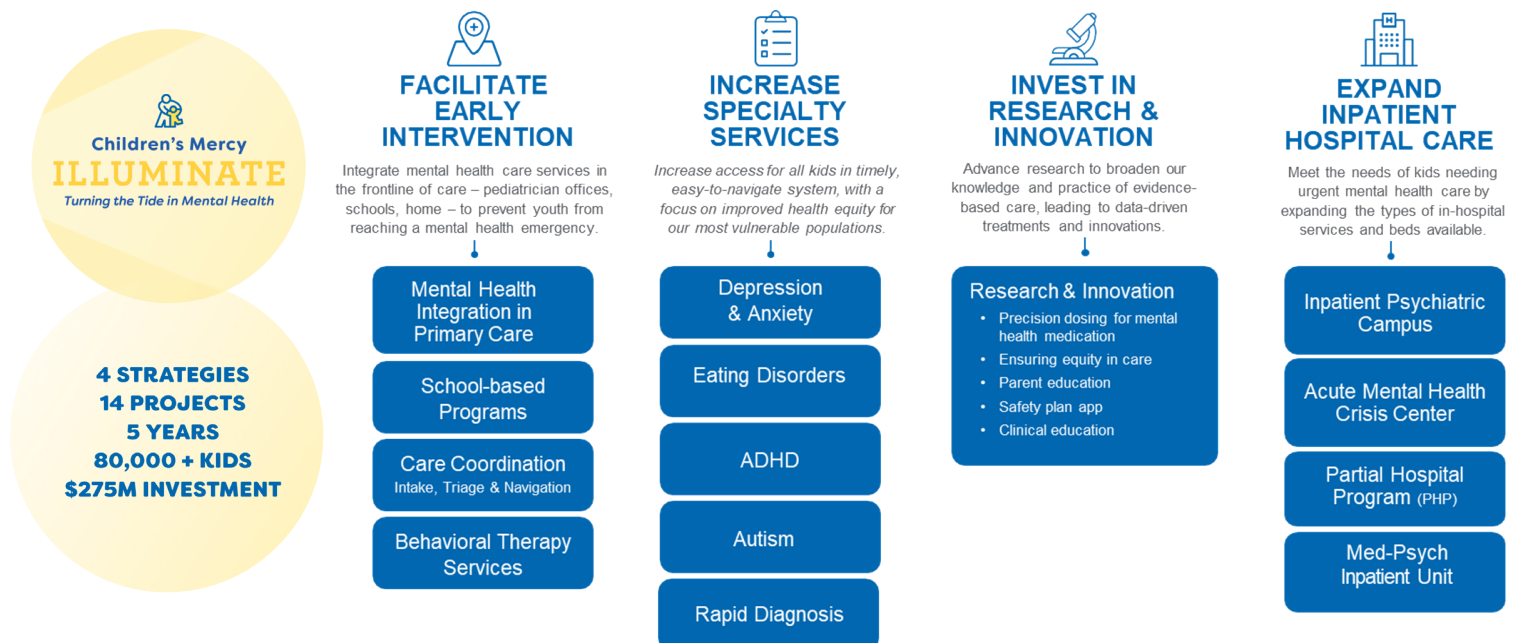 Children's Mercy
ILLUMINATE
Turning the Tide in Mental Health
4 STRATEGIES
14 PROJECTS
5 YEARS
80,000 + KIDS
$275M INVESTMENT
FACILITATE
EARLY
INTERVENTION
Integrate mental health care services in
the frontline of care – pediatrician offices,
schools, home – to prevent youth from
reaching a mental health emergency.
Mental Health
Integration in
Primary Care
School-based
Programs
Care Coordination
Intake, Triage & Navigation
Behavioral Therapy
Services
INCREASE
SPECIALTY
SERVICES
Increase access for all kids in timely,
easy-to-navigate system, with a
focus on improved health equity for
our most vulnerable populations.
Depression
& Anxiety
Eating Disorders
ADHD
Autism
Rapid Diagnosis
INVEST IN
RESEARCH &
INNOVATION
Advance research to broaden our
knowledge and practice of evidence-
based care, leading to data-driven
treatments and innovations.
Research & Innovation
• Precision dosing for mental
health medication
• Ensuring equity in care
• Parent education
• Safety plan app
• Clinical education
H
EXPAND
INPATIENT
HOSPITAL CARE
Meet the needs of kids needing
urgent mental health care by
expanding the types of in-hospital
services and beds available.
Inpatient Psychiatric
Campus
Acute Mental Health
Crisis Center
Partial Hospital
Program (PHP)
Med-Psych
Inpatient Unit